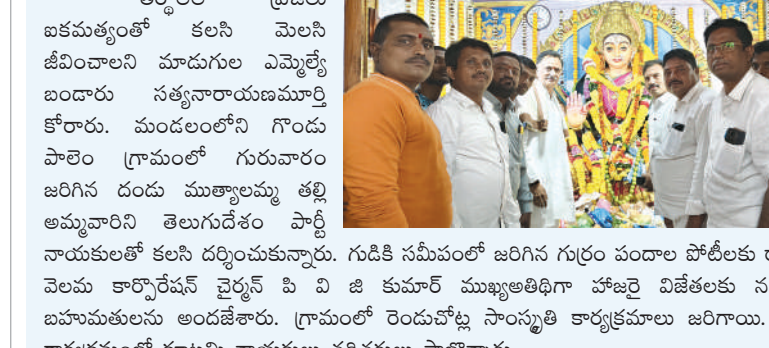 ఐకమత్యంతో కలసి మెలసి
జీవించాలని మాడుగుల ఎమ్మెల్యే
బండారు సత్యనారాయణమూర్తి
కోరారు. మండలంలోని గొండు
పాలెం గ్రామంలో గురువారం
జరిగిన దండు ముత్యాలమ్మ తల్లి
అమ్మవారిని తెలుగుదేశం పార్టీ
నాయకులతో కలసి దర్శించుకున్నారు. గుడికి సమీపంలో జరిగిన గుర్రం పందాల పోటీలకు
వెలమ కార్పొరేషన్ చైర్మన్ పి వి జి కుమార్ ముఖ్యఅతిథిగా హాజరై విజేతలకు
బహుమతులను అందజేశారు. గ్రామంలో రెండుచోట్ల సాంస్కృతి కార్యక్రమాలు జరిగాయి.